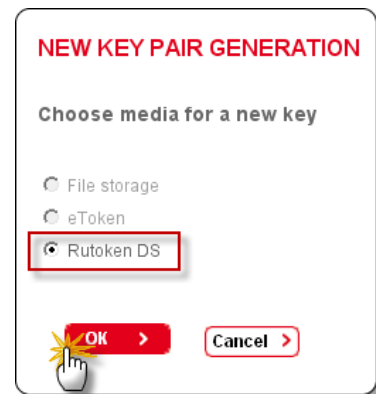 NEW KEY PAIR GENERATION
Choose media for a new key
File storage
eToken
Rutoken DS
OK >
Cancel >